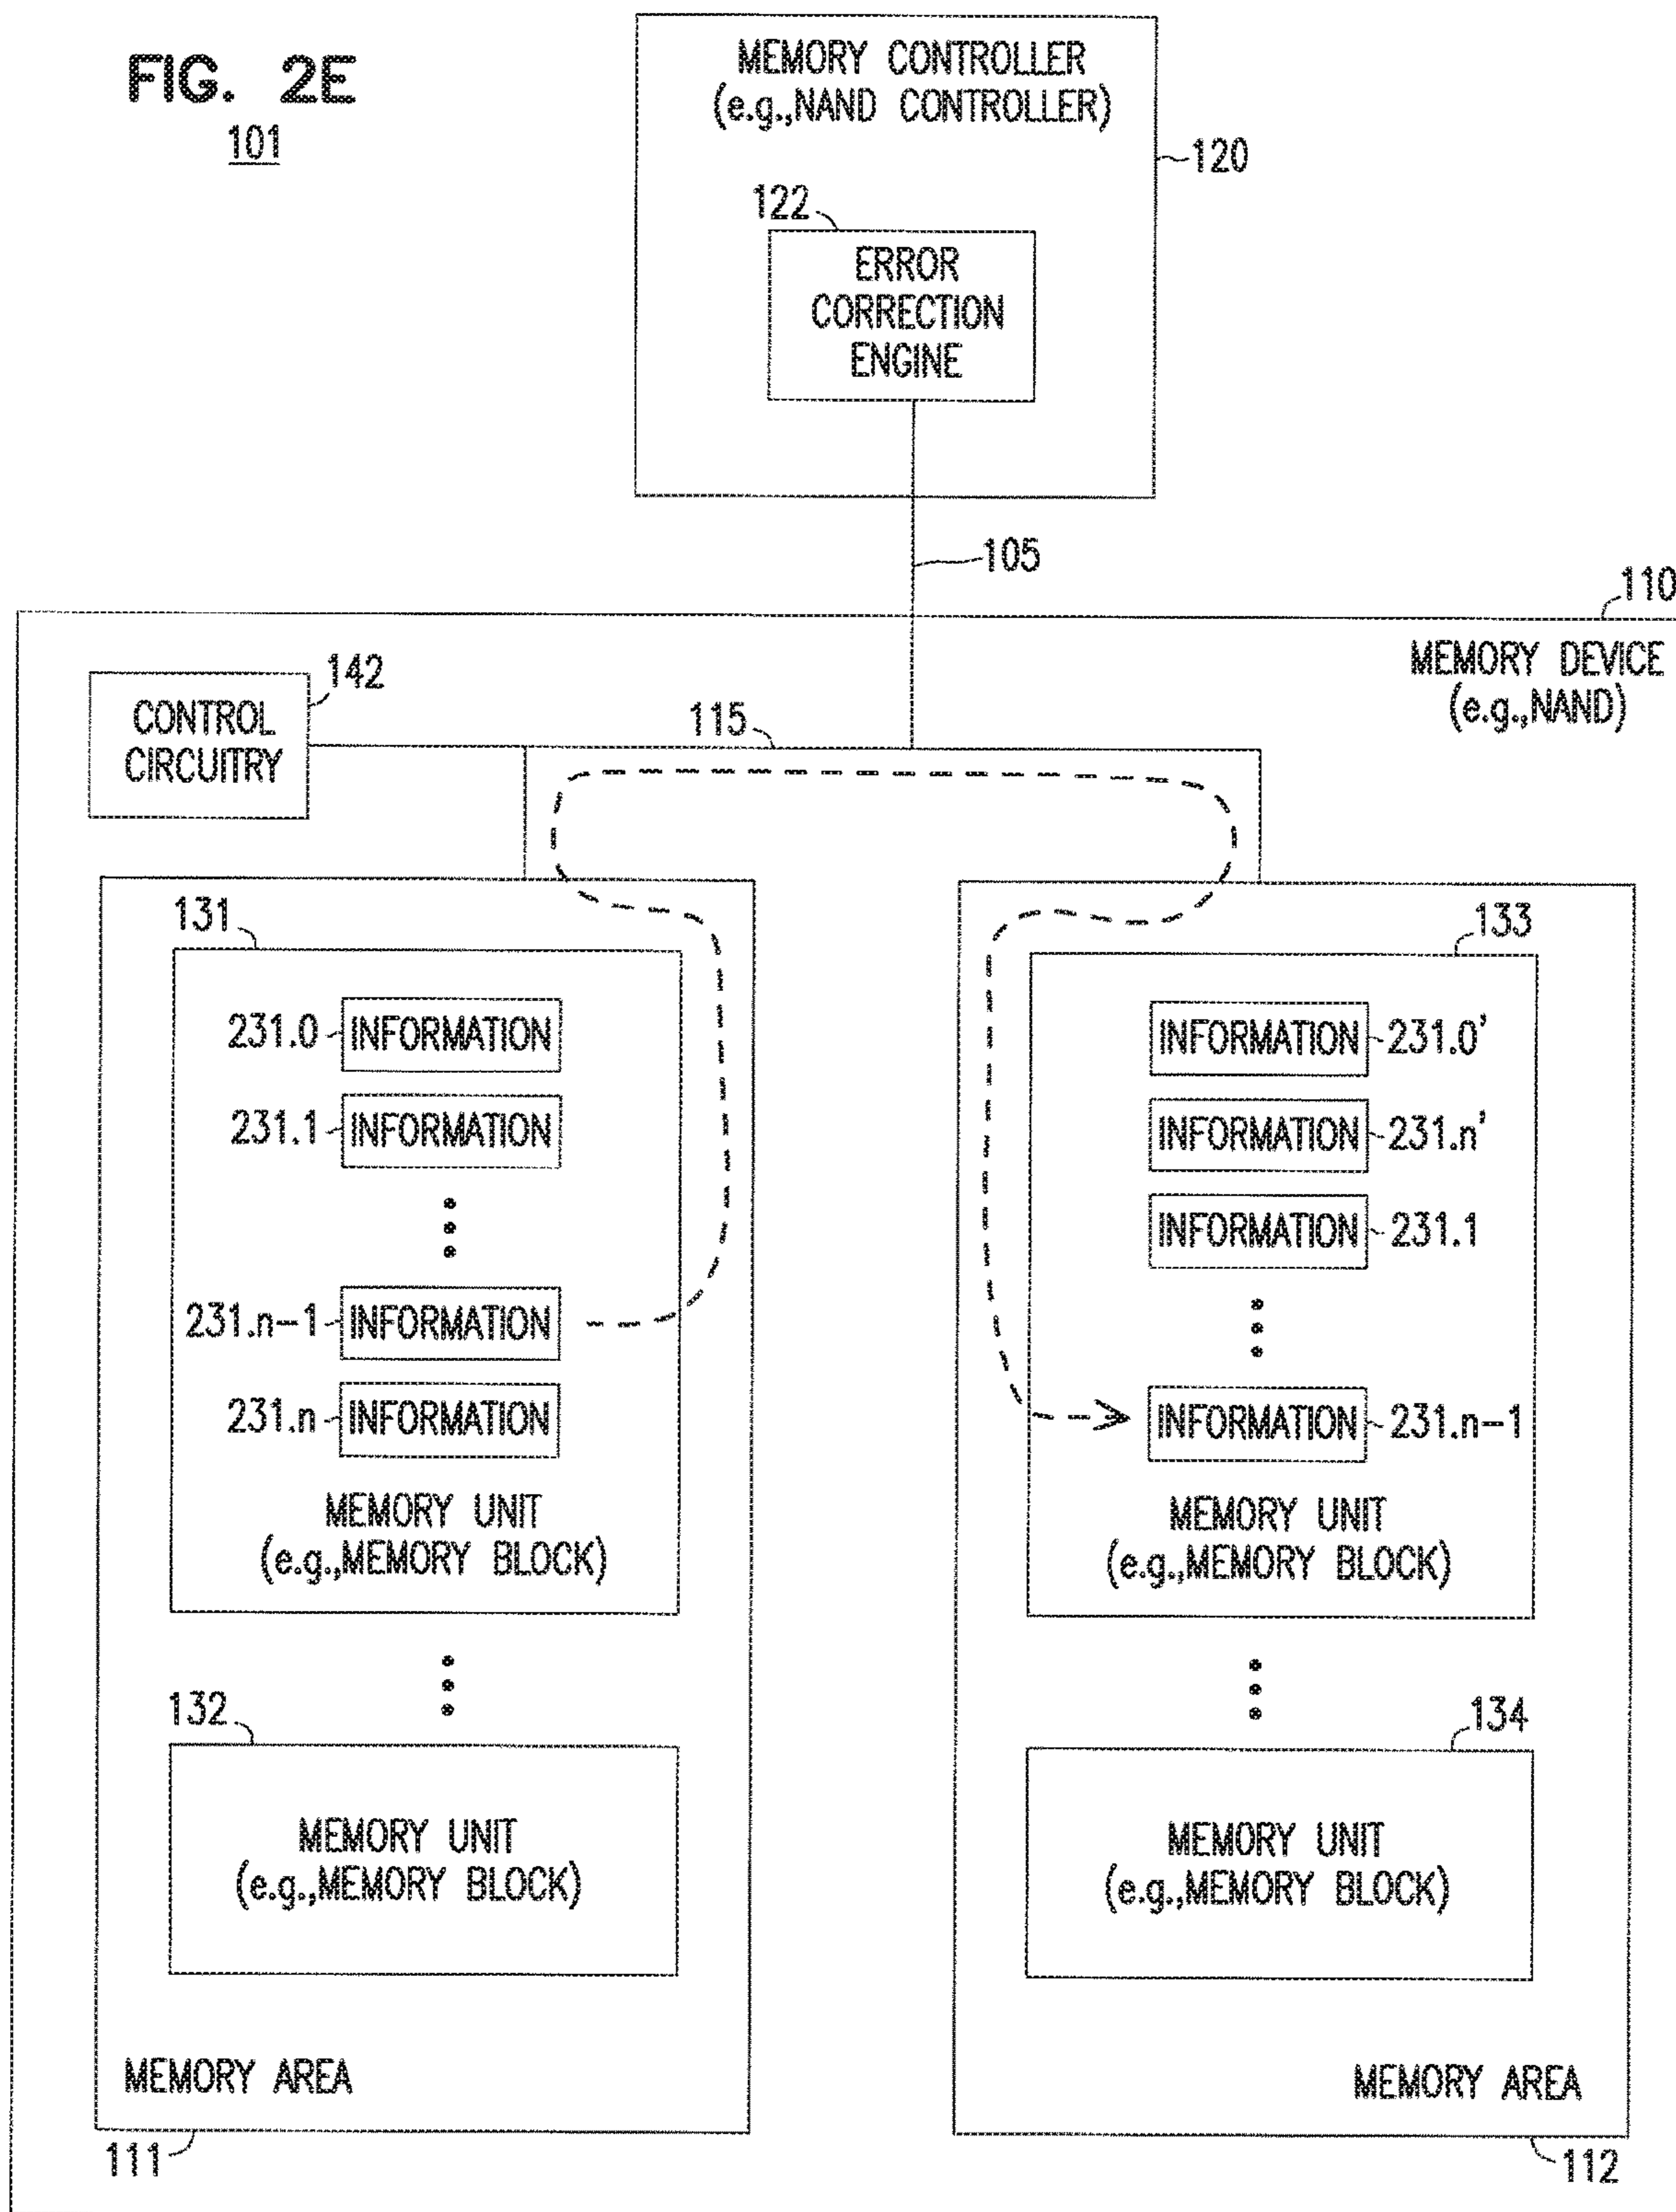 FIG. 2E
101
MEMORY CONTROLLER
(e.g.,NAND CONTROLLER)
120
122
ERROR
CORRECTION
ENGINE
105
110
MEMORY DEVICE
(e.g.,NAND)
142
CONTROL
CIRCUITRY
115
131
231.0 INFORMATION
231.1 INFORMATION
231.n-1 INFORMATION
231.n INFORMATION
MEMORY UNIT
(e.g.,MEMORY BLOCK)
132
MEMORY UNIT
(e.g.,MEMORY BLOCK)
MEMORY AREA
111
133
INFORMATION 231.0'
INFORMATION 231.n'
INFORMATION 231.1
INFORMATION 231.n-1
MEMORY UNIT
(e.g.,MEMORY BLOCK)
134
MEMORY UNIT
(e.g.,MEMORY BLOCK)
MEMORY AREA
112